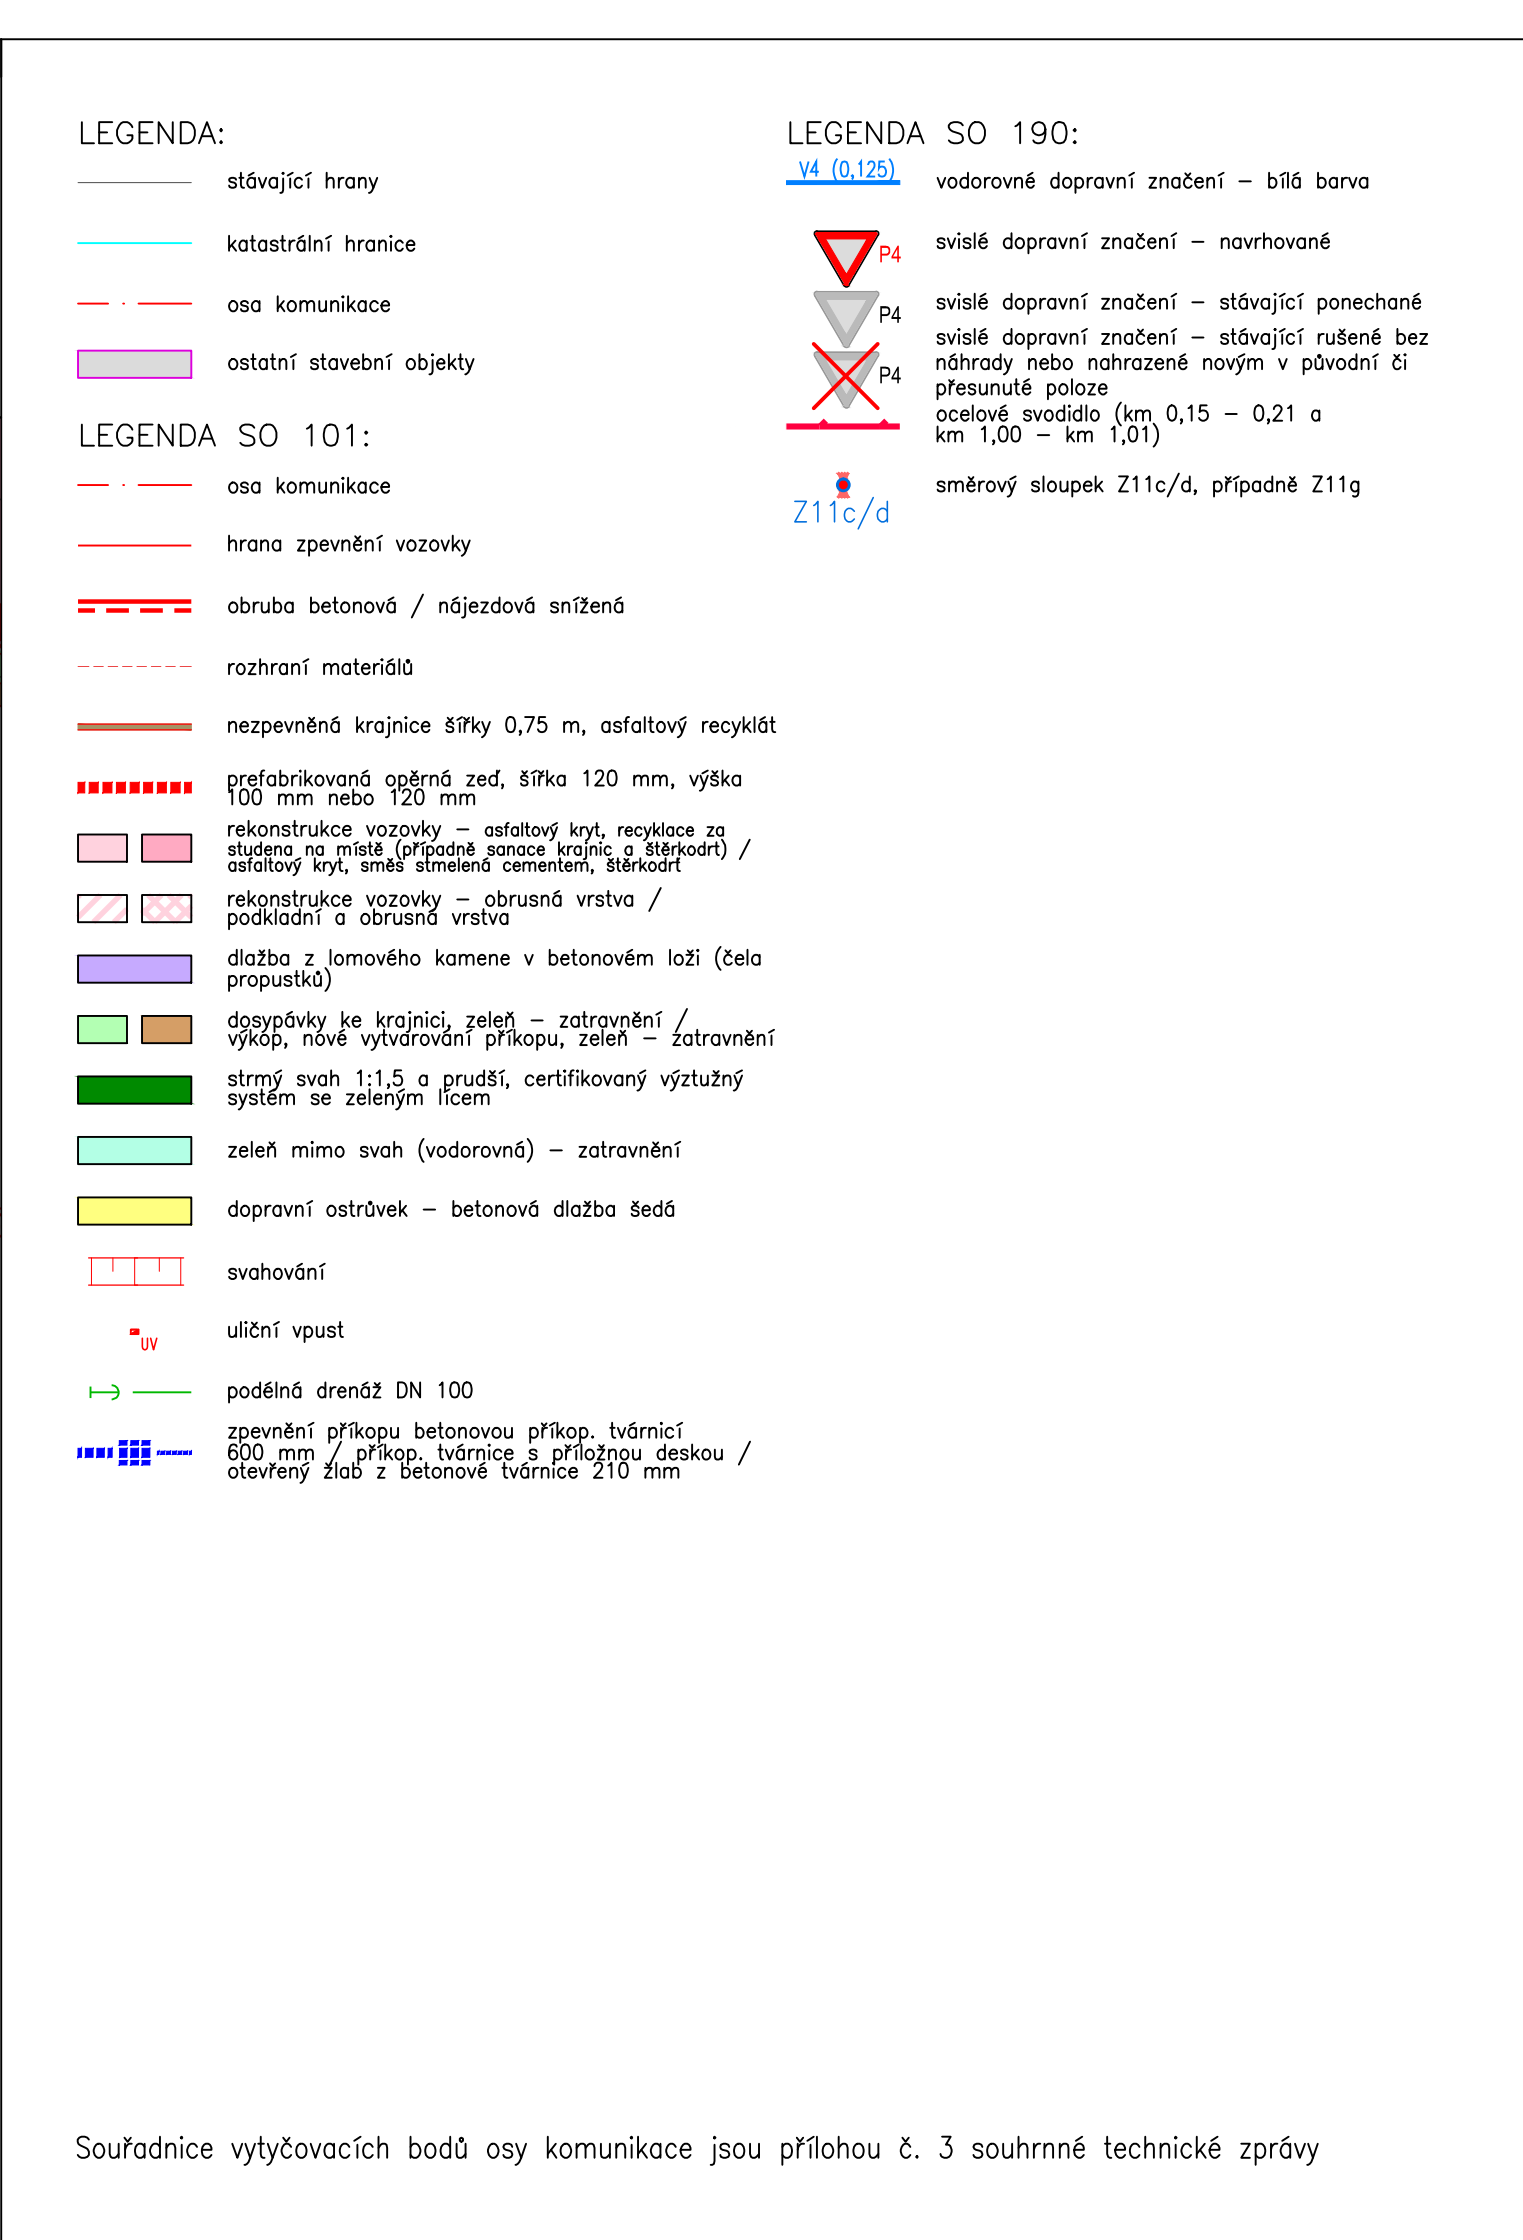 LEGENDA:
stávající hrany
katastrální hranice
osa komunikace
ostatní stavební objekty
LEGENDA SO 101:
osa komunikace
hrana zpevnění vozovky
obruba betonová / nájezdová snížená
rozhraní materiálů
nezpevněná krajnice šířky 0,75 m, asfaltový recyklát
prefabrikovaná opěrná zeď, šířka 120 mm, výška
100 mm nebo 120 mm
rekonstrukce vozovky – asfaltový kryt, recyklace za
studena na místě (případně sanace krajnic a štěrkodrt) /
asfaltový kryt, směs stmelená cementem, štěrkodrť
rekonstrukce vozovky – obrusná vrstva /
podkladní a obrusná vrstva
dlažba z lomového kamene v betonovém loži (čela
propustků)
dosypávky ke krajnici, zeleň – zatravnění /
výkop, nové vytvarování příkopu, zeleň – zatravnění
strmý svah 1:1,5 a prudší, certifikovaný výztužný
systém se zeleným lícem
zeleň mimo svah (vodorovná) – zatravnění
dopravní ostrůvek – betonová dlažba šedá
svahování
uliční vpust
UV
podélná drenáž DN 100
zpevnění příkopu betonovou příkop. tvárnicí
600 mm / příkop. tvárnice s příložnou deskou /
otevřený žlab z betonové tvárnice 210 mm
LEGENDA SO 190:
V4 (0,125)
vodorovné dopravní značení – bílá barva
P4
svislé dopravní značení – navrhované
P4
svislé dopravní značení – stávající ponechané
P4
svislé dopravní značení – stávající rušené bez
náhrady nebo nahrazené novým v původní či
přesunuté poloze
ocelové svodidlo (km 0,15 – 0,21 a
km 1,00 – km 1,01)
směrový sloupek Z11c/d, případně Z11g
Z11c/d
Souřadnice vytyčovacích bodů osy komunikace jsou přílohou č. 3 souhrnné technické zprávy